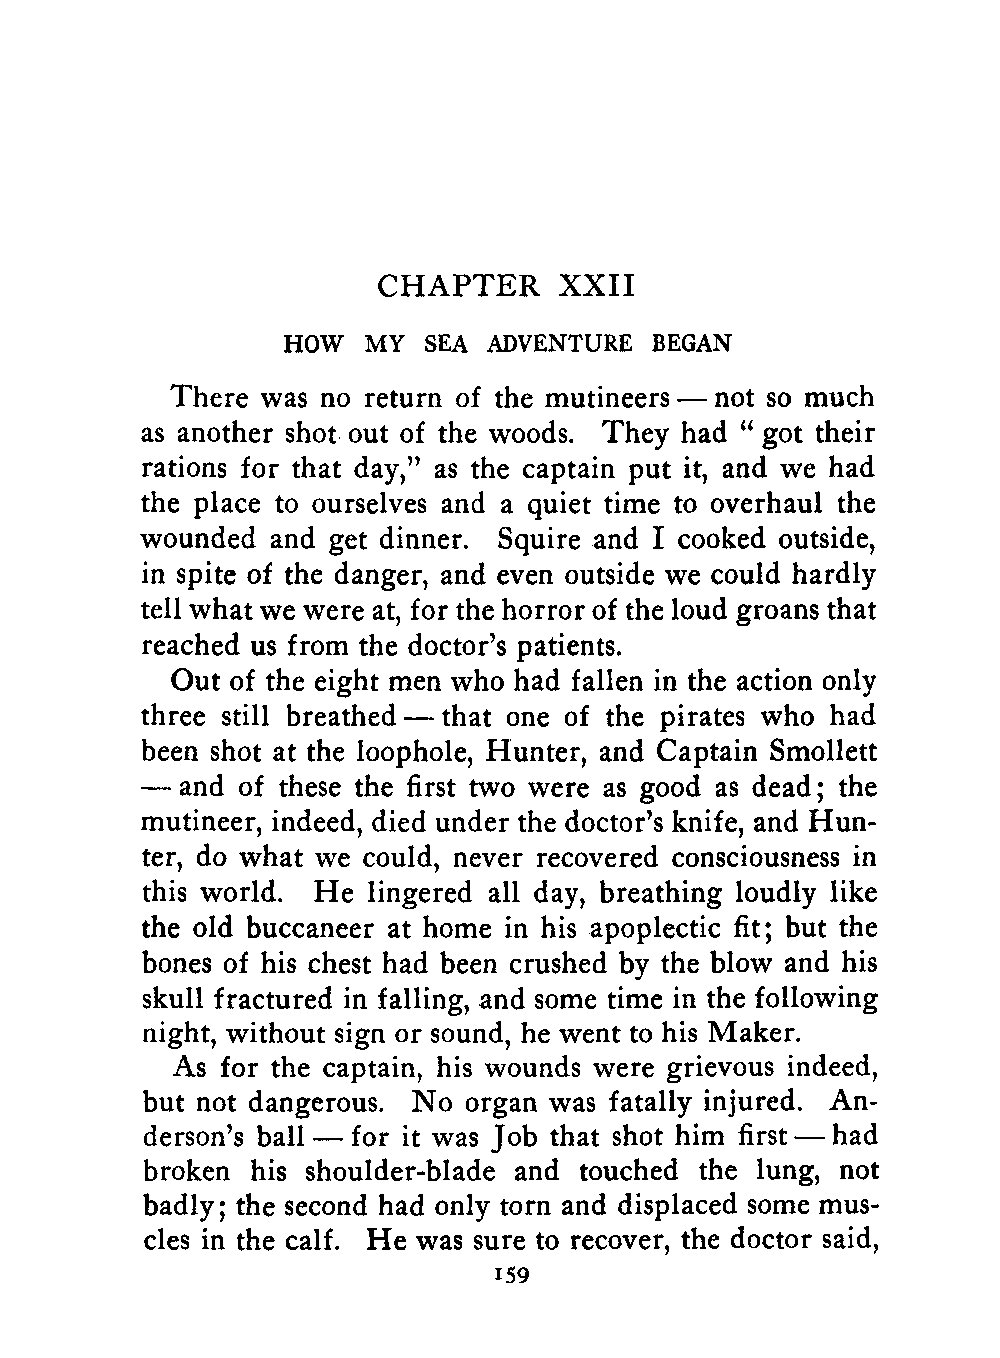 CHAPTER XXII
HOW MY SEA ADVENTURE BEGAN
There was no return of the mutineers — not so much
as another shot out of the woods. They had “ got their
rations for that day,” as the captain put it, and we had
the place to ourselves and a quiet time to overhaul the
wounded and get dinner. Squire and I cooked outside,
in spite of the danger, and even outside we could hardly
tell what we were at, for the horror of the loud groans that
reached us from the doctor’s patients.
Out of the eight men who had fallen in the action only
three still breathed — that one of the pirates who had
been shot at the loophole, Hunter, and Captain Smollett
— and of these the first two were as good as dead; the
mutineer, indeed, died under the doctor’s knife, and Hun-
ter, do what we could, never recovered consciousness in
this world. He lingered all day, breathing loudly like
the old buccaneer at home in his apoplectic fit; but the
bones of his chest had been crushed by the blow and his
skull fractured in falling, and some time in the following
night, without sign or sound, he went to his Maker.
As for the captain, his wounds were grievous indeed,
but not dangerous. No organ was fatally injured. An-
derson’s ball — for it was Job that shot him first — had
broken his shoulder-blade and touched the lung, not
badly; the second had only torn and displaced some mus-
cles in the calf. He was sure to recover, the doctor said,
159